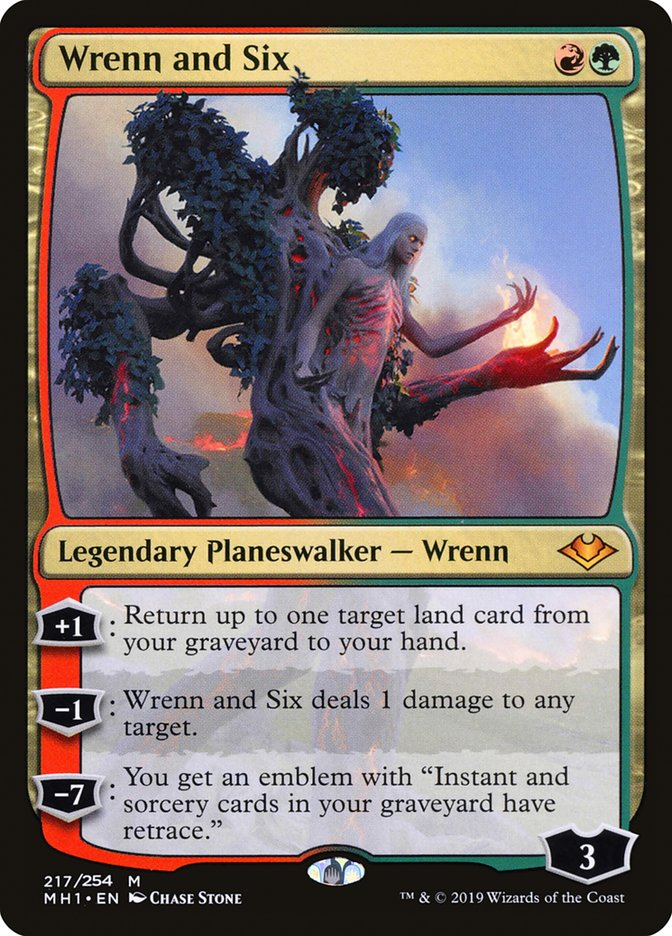 Wrenn and Six
Legendary Planeswalker — Wrenn
+1 : Return up to one target land card from
your graveyard to your hand.
−1 : Wrenn and Six deals 1 damage to any
target.
−7 : You get an emblem with “Instant and
sorcery cards in your graveyard have
retrace.”
3
217/254 M
MH1 • EN Chase Stone
™ & © 2019 Wizards of the Coast